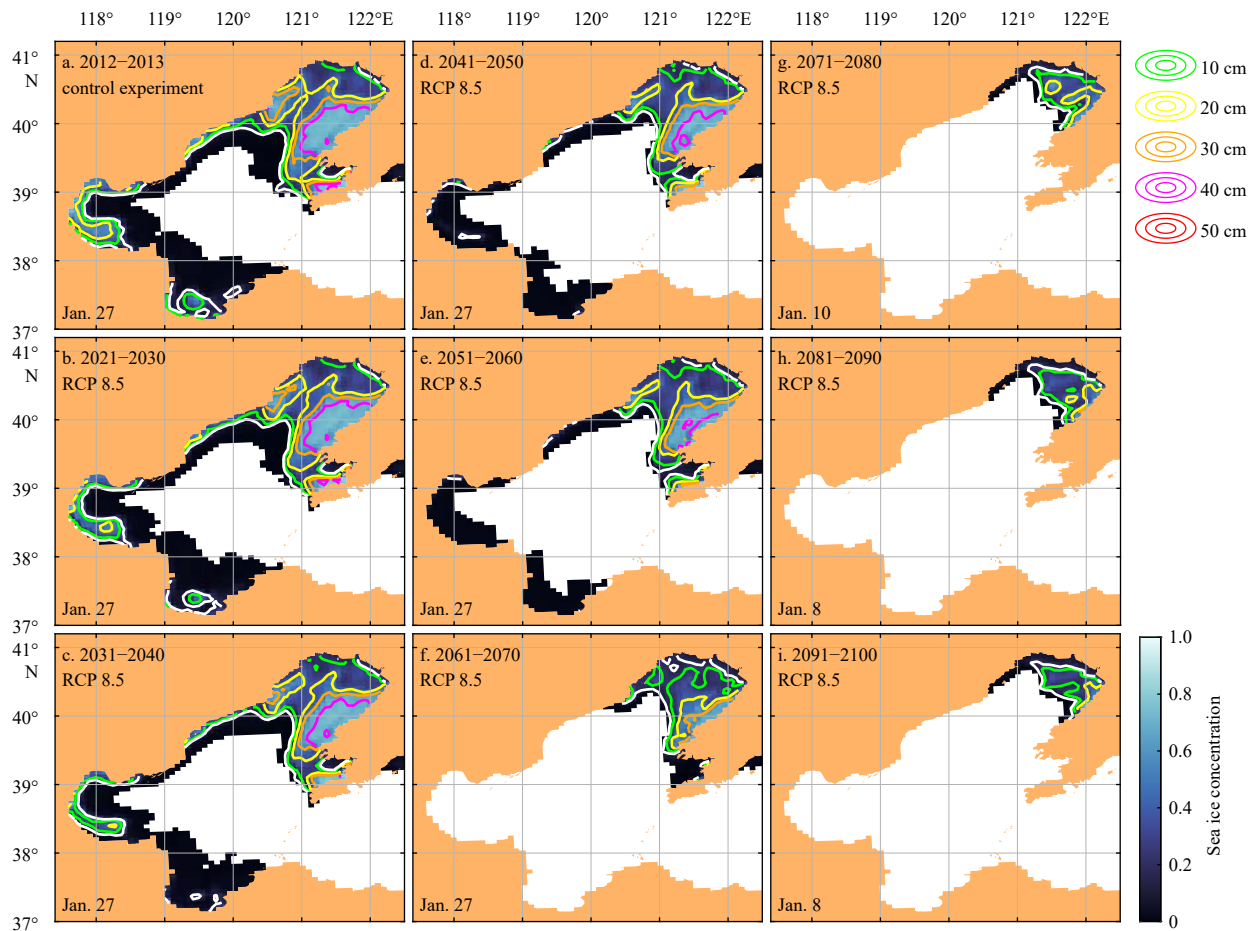 118° 119° 120° 121° 122°E 118° 119° 120° 121° 122°E 118° 119° 120° 121° 122°E
41°
N
40°
39°
38°
37°
a. 2012−2013
control experiment
Jan. 27
d. 2041−2050
RCP 8.5
Jan. 27
g. 2071−2080
RCP 8.5
Jan. 10
10 cm
20 cm
30 cm
40 cm
50 cm
41°
N
40°
39°
38°
37°
b. 2021−2030
RCP 8.5
Jan. 27
e. 2051−2060
RCP 8.5
Jan. 27
h. 2081−2090
RCP 8.5
Jan. 8
41°
N
40°
39°
38°
37°
c. 2031−2040
RCP 8.5
Jan. 27
f. 2061−2070
RCP 8.5
Jan. 27
i. 2091−2100
RCP 8.5
Jan. 8
1.0
0.8
0.6
0.4
0.2
0
Sea ice concentration